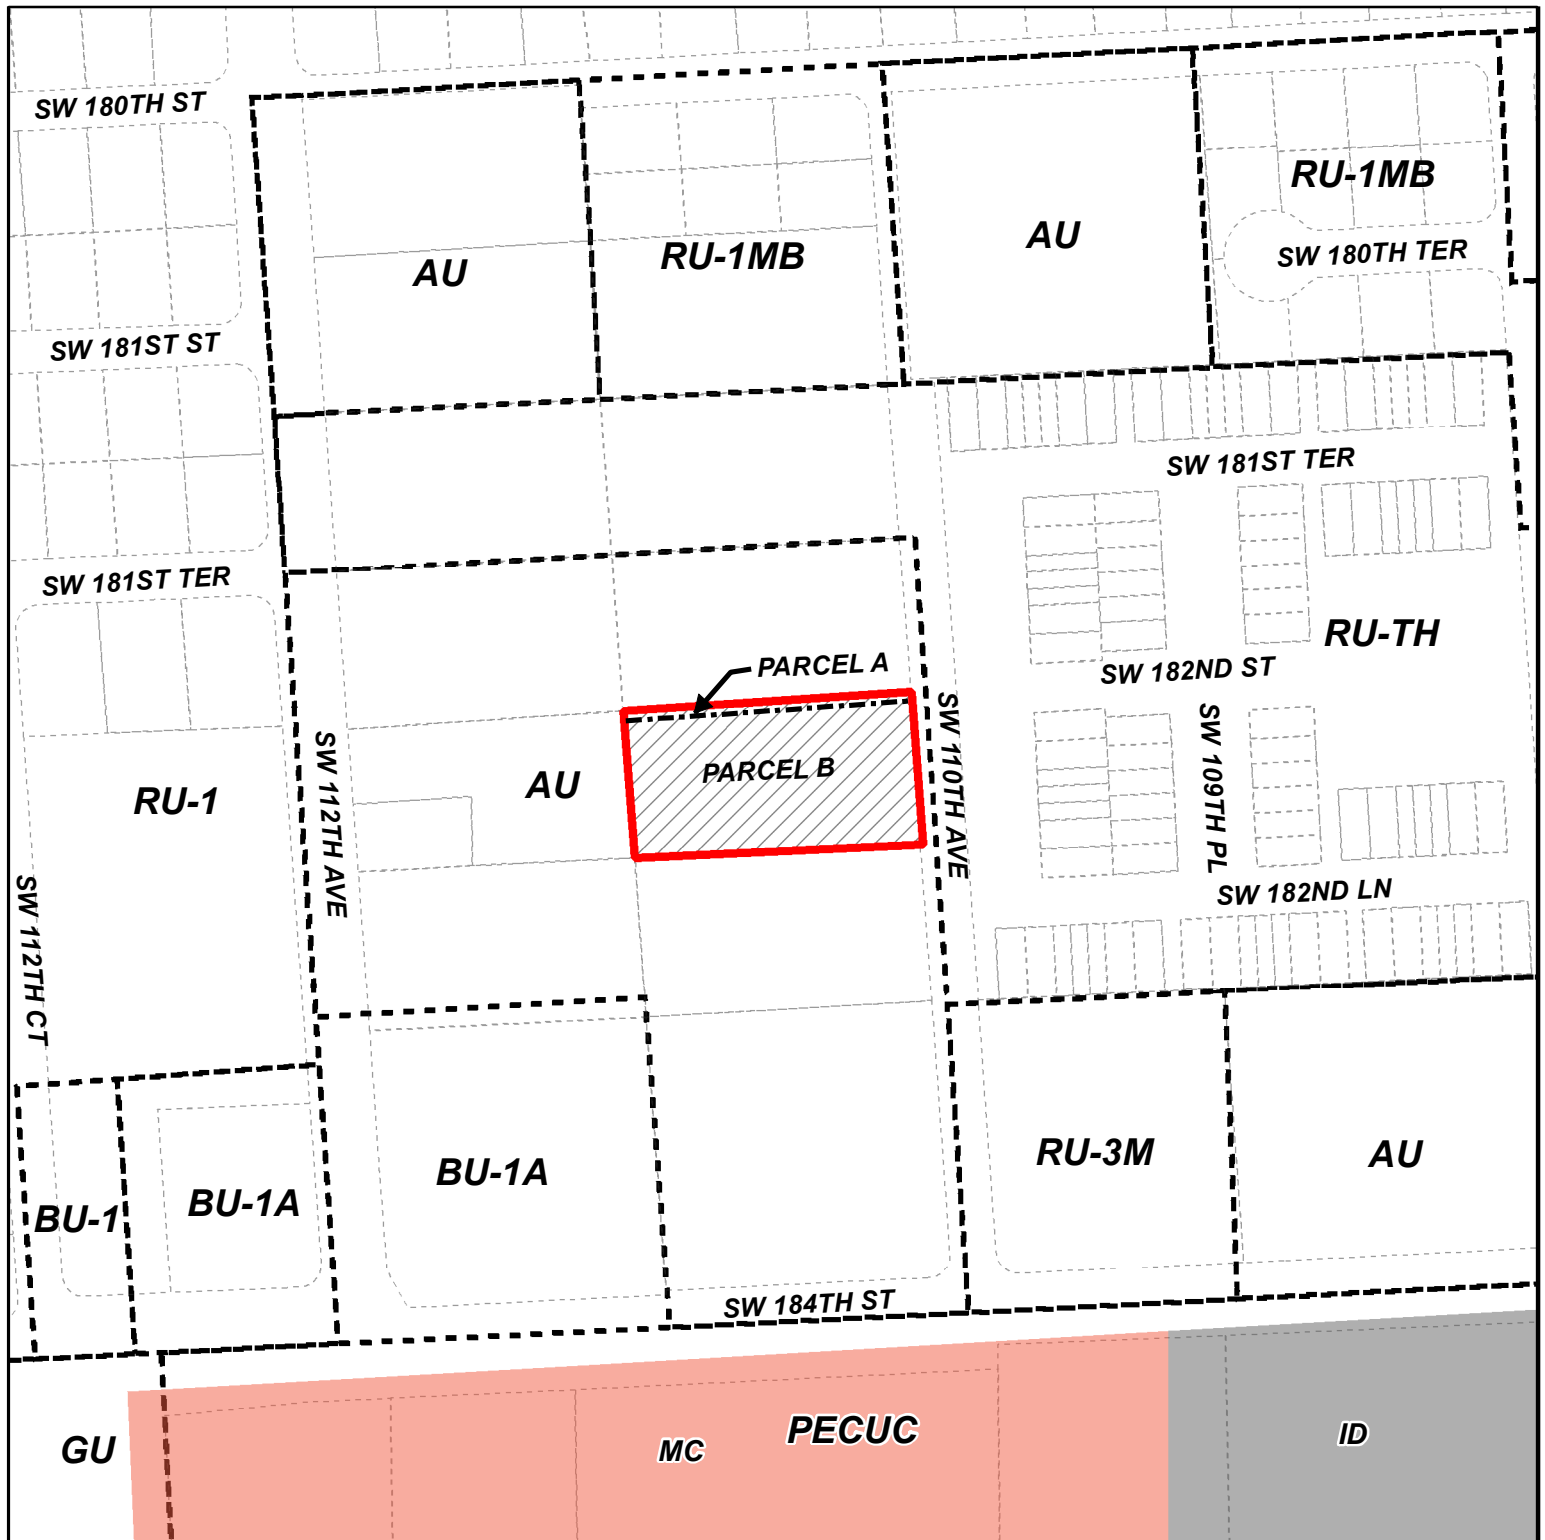 SW 180TH ST
RU-1MB
AU
RU-1MB
SW 180TH TER
AU
SW 181ST ST
SW 181ST TER
SW 181ST TER
RU-TH
PARCEL A
SW 182ND ST
PARCEL B
AU
RU-1
SW 112TH AVE
SW 110TH AVE
SW 109TH PL
SW 182ND LN
SW 112TH CT
RU-3M
AU
BU-1A
BU-1A
BU-1
SW 184TH ST
PECUC
MC
ID
GU